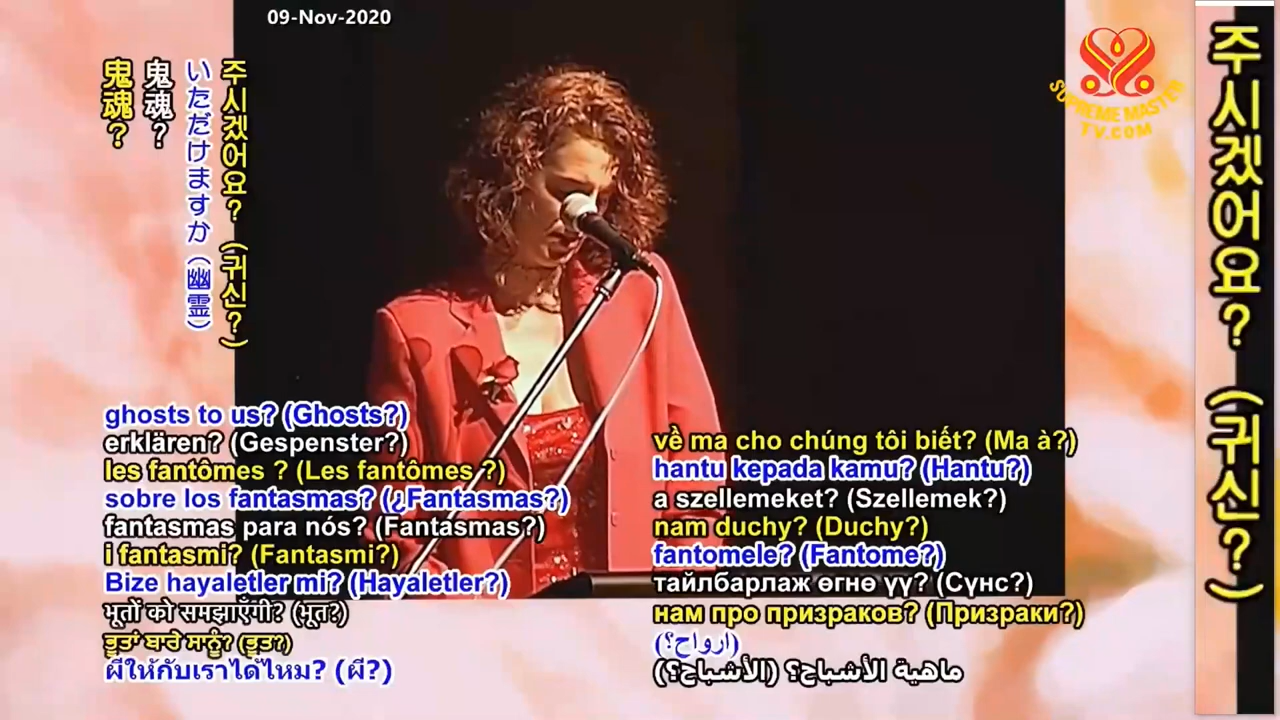 09-Nov-2020
SUPREME MASTER
TV.COM
주시겠어요? (귀신?)
주시겠어요? (귀신?)
いただけますか (幽霊)
鬼魂？
鬼魂？
ghosts to us? (Ghosts?)
erklären? (Gespenster?)
les fantômes ? (Les fantômes ?)
sobre los fantasmas? (¿Fantasmas?)
fantasmas para nós? (Fantasmas?)
i fantasmi? (Fantasmi?)
Bize hayaletler mi? (Hayaletler?)
भूतों को समझाएँगी? (भूत?)
ਭੂਤਾਂ ਬਾਰੇ ਸਾਨੂੰ? (ਭੂਤ?)
ผีให้กับเราได้ไหม? (ผี?)
về ma cho chúng tôi biết? (Ma à?)
hantu kepada kamu? (Hantu?)
a szellemeket? (Szellemek?)
nam duchy? (Duchy?)
fantomele? (Fantome?)
тайлбарлаж өгнө үү? (Сүнс?)
нам про призраков? (Призраки?)
(ارواح؟)
ماهية الأشباح؟ (الأشباح؟)